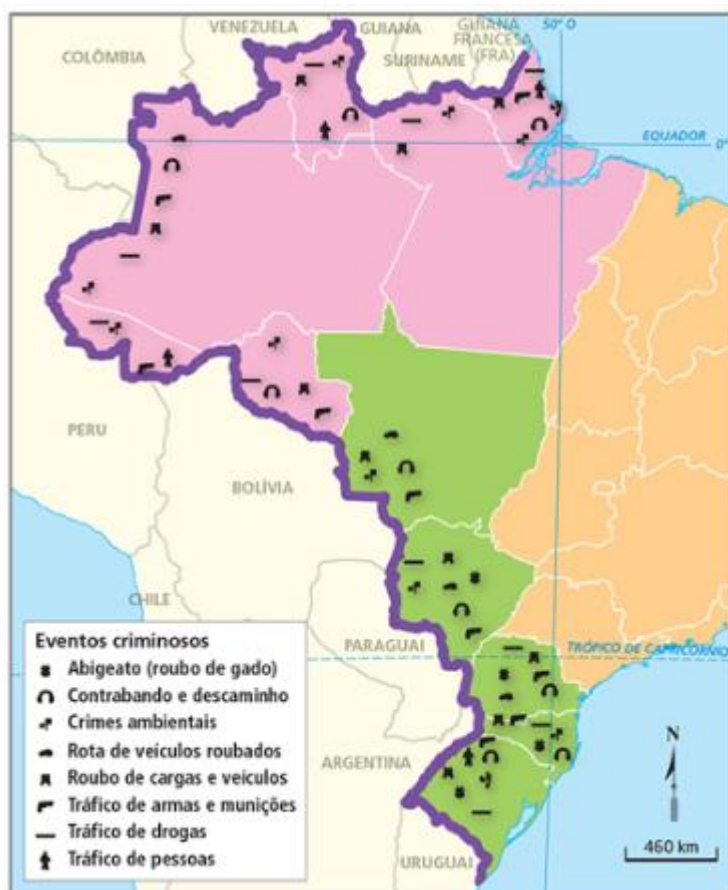 VENEZUELA
GUIANA
GUIANA
FRANCESA
(FRA)
50° O
COLÔMBIA
SURINAME
EQUADOR
0°
PERU
BOLÍVIA
CHILE
PARAGUAI
TRÓPICO DE CAPRICÓRNIO
ARGENTINA
URUGUAI
Eventos criminosos
Abigeato (roubo de gado)
Contrabando e descaminho
Crimes ambientais
Rota de veículos roubados
Roubo de cargas e veículos
Tráfico de armas e munições
Tráfico de drogas
Tráfico de pessoas
N
460 km